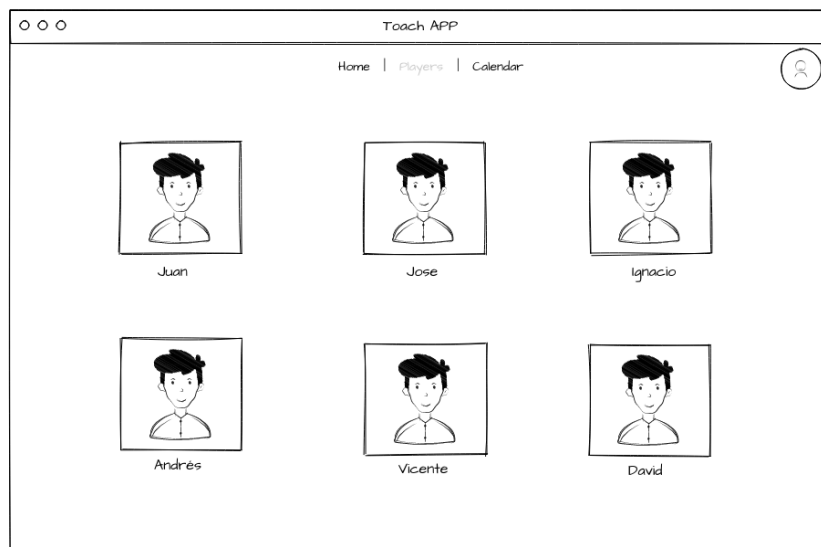 Toach APP
Home | Players | Calendar
Juan Jose Ignacio
Andrés Vicente David